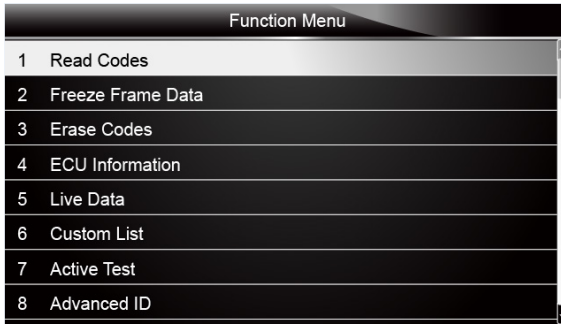 Function Menu
1 Read Codes
2 Freeze Frame Data
3 Erase Codes
4 ECU Information
5 Live Data
6 Custom List
7 Active Test
8 Advanced ID